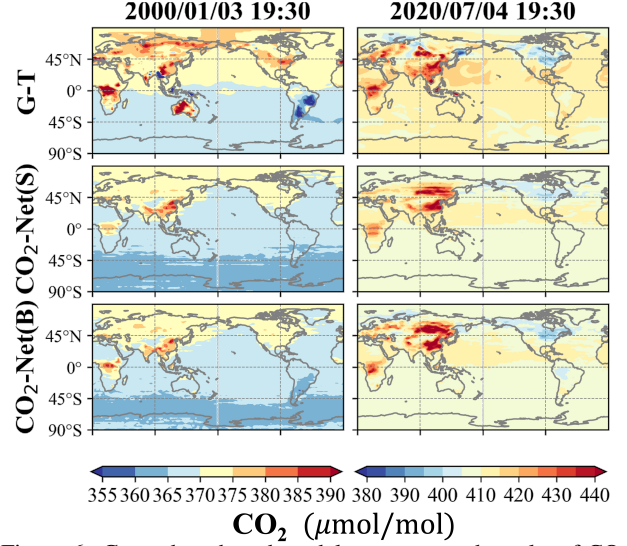 2000/01/03 19:30 2020/07/04 19:30
G-T
45°N
0°
45°S
90°S
CO₂-Net(S)
45°N
0°
45°S
90°S
CO₂-Net(B)
45°N
0°
45°S
90°S
355 360 365 370 375 380 385 390 380 390 400 410 420 430 440
CO₂ (μmol/mol)